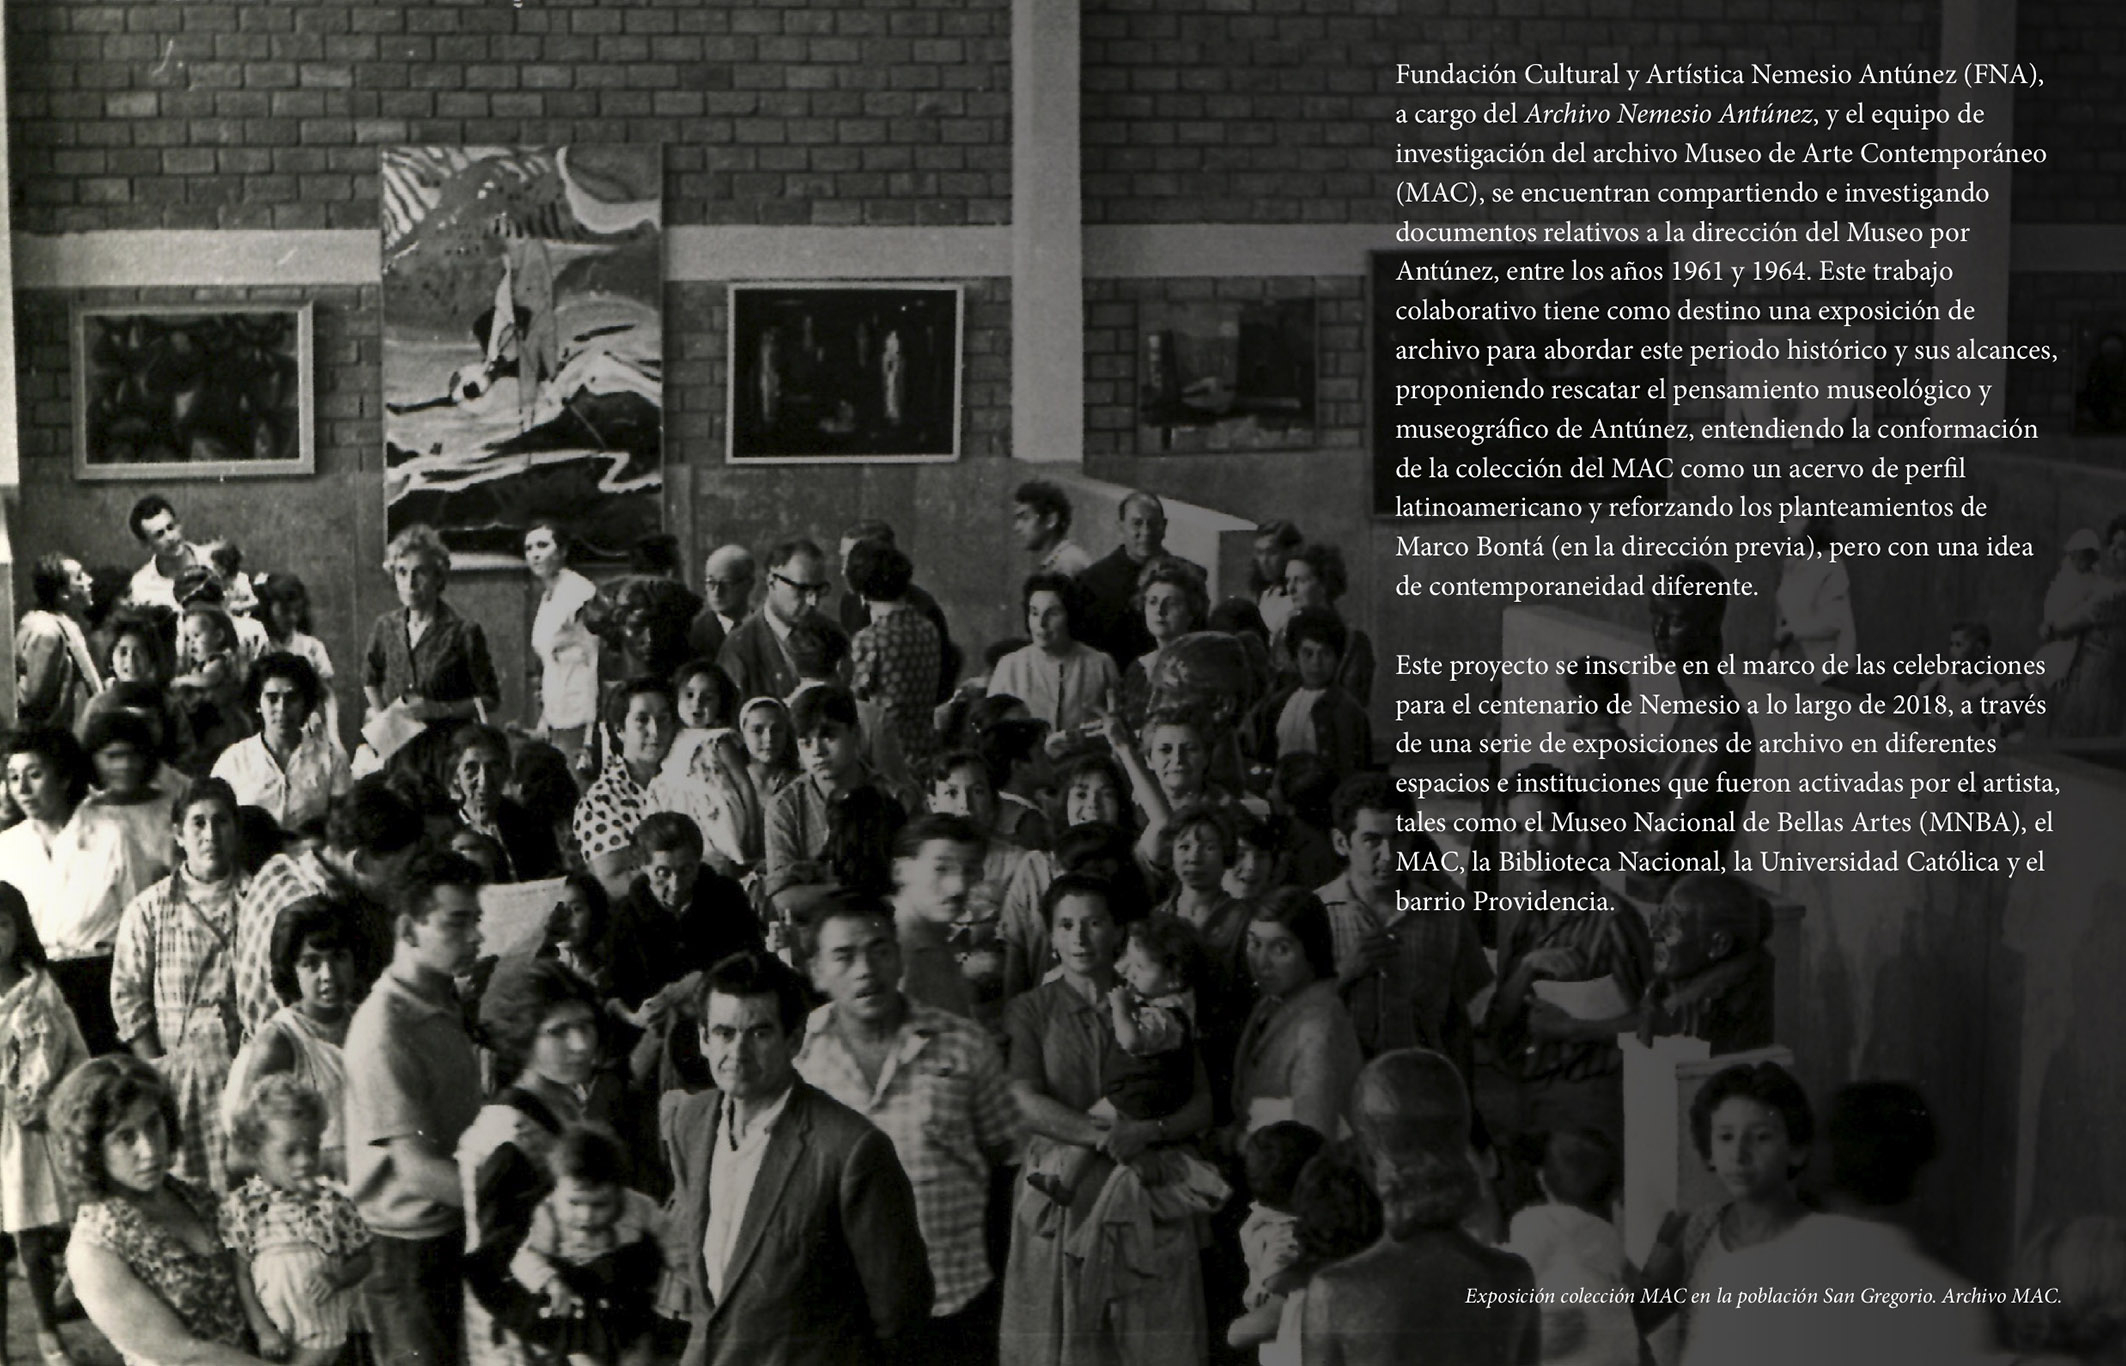 Fundación Cultural y Artística Nemesio Antúnez (FNA),
a cargo del Archivo Nemesio Antúnez, y el equipo de
investigación del archivo Museo de Arte Contemporáneo
(MAC), se encuentran compartiendo e investigando
documentos relativos a la dirección del Museo por
Antúnez, entre los años 1961 y 1964. Este trabajo
colaborativo tiene como destino una exposición de
archivo para abordar este periodo histórico y sus alcances,
proponiendo rescatar el pensamiento museológico y
museográfico de Antúnez, entendiendo la conformación
de la colección del MAC como un acervo de perfil
latinoamericano y reforzando los planteamientos de
Marco Bontá (en la dirección previa), pero con una idea
de contemporaneidad diferente.
Este proyecto se inscribe en el marco de las celebraciones
para el centenario de Nemesio a lo largo de 2018, a través
de una serie de exposiciones de archivo en diferentes
espacios e instituciones que fueron activadas por el artista,
tales como el Museo Nacional de Bellas Artes (MNBA), el
MAC, la Biblioteca Nacional, la Universidad Católica y el
barrio Providencia.
Exposición colección MAC en la población San Gregorio. Archivo MAC.